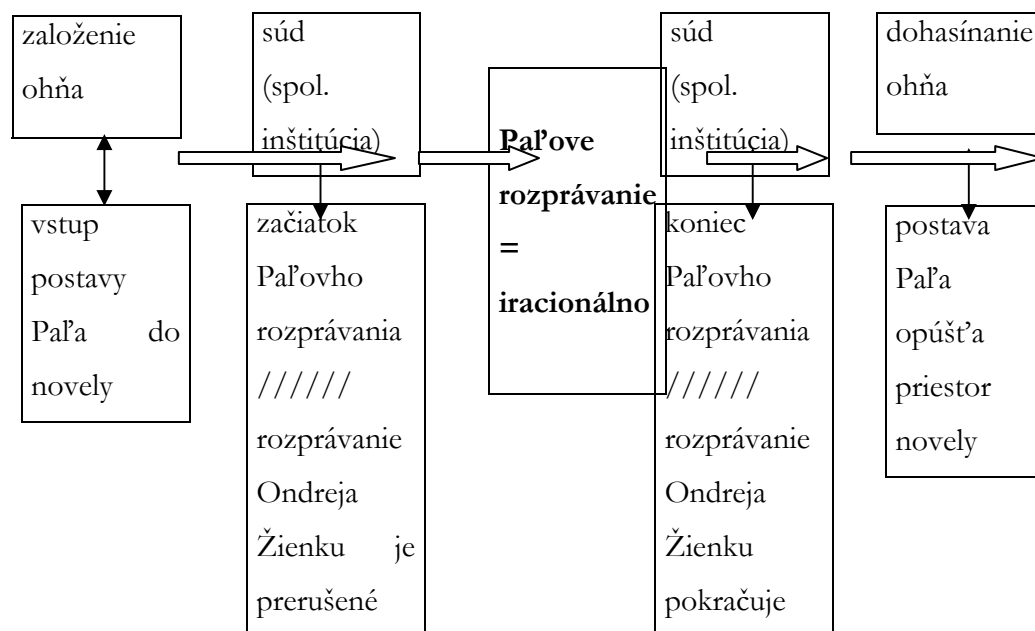 založenie
ohňa
súd
(spol.
inštitúcia)
Paľove
rozprávanie
=
iracionálno
súd
(spol.
inštitúcia)
dohasínanie
ohňa
vstup
postavy
Paľa do
novely
začiatok
Paľovho
rozprávania
//////
rozprávanie
Ondreja
Žienku je
prerušené
koniec
Paľovho
rozprávania
//////
rozprávanie
Ondreja
Žienku
pokračuje
postava
Paľa
opúšťa
priestor
novely